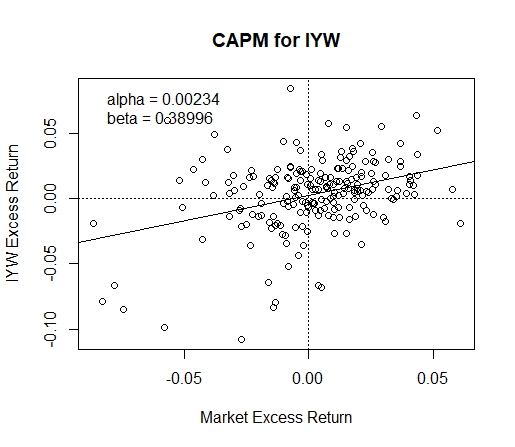 CAPM for IYW
alpha = 0.00234
beta = 0.38996
IYW Excess Return
0.05
0.00
-0.05
-0.10
-0.05
0.00
0.05
Market Excess Return